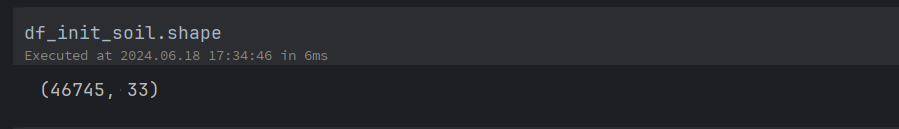 df_init_soil.shape
Executed at 2024.06.18 17:34:46 in 6ms
(46745, 33)